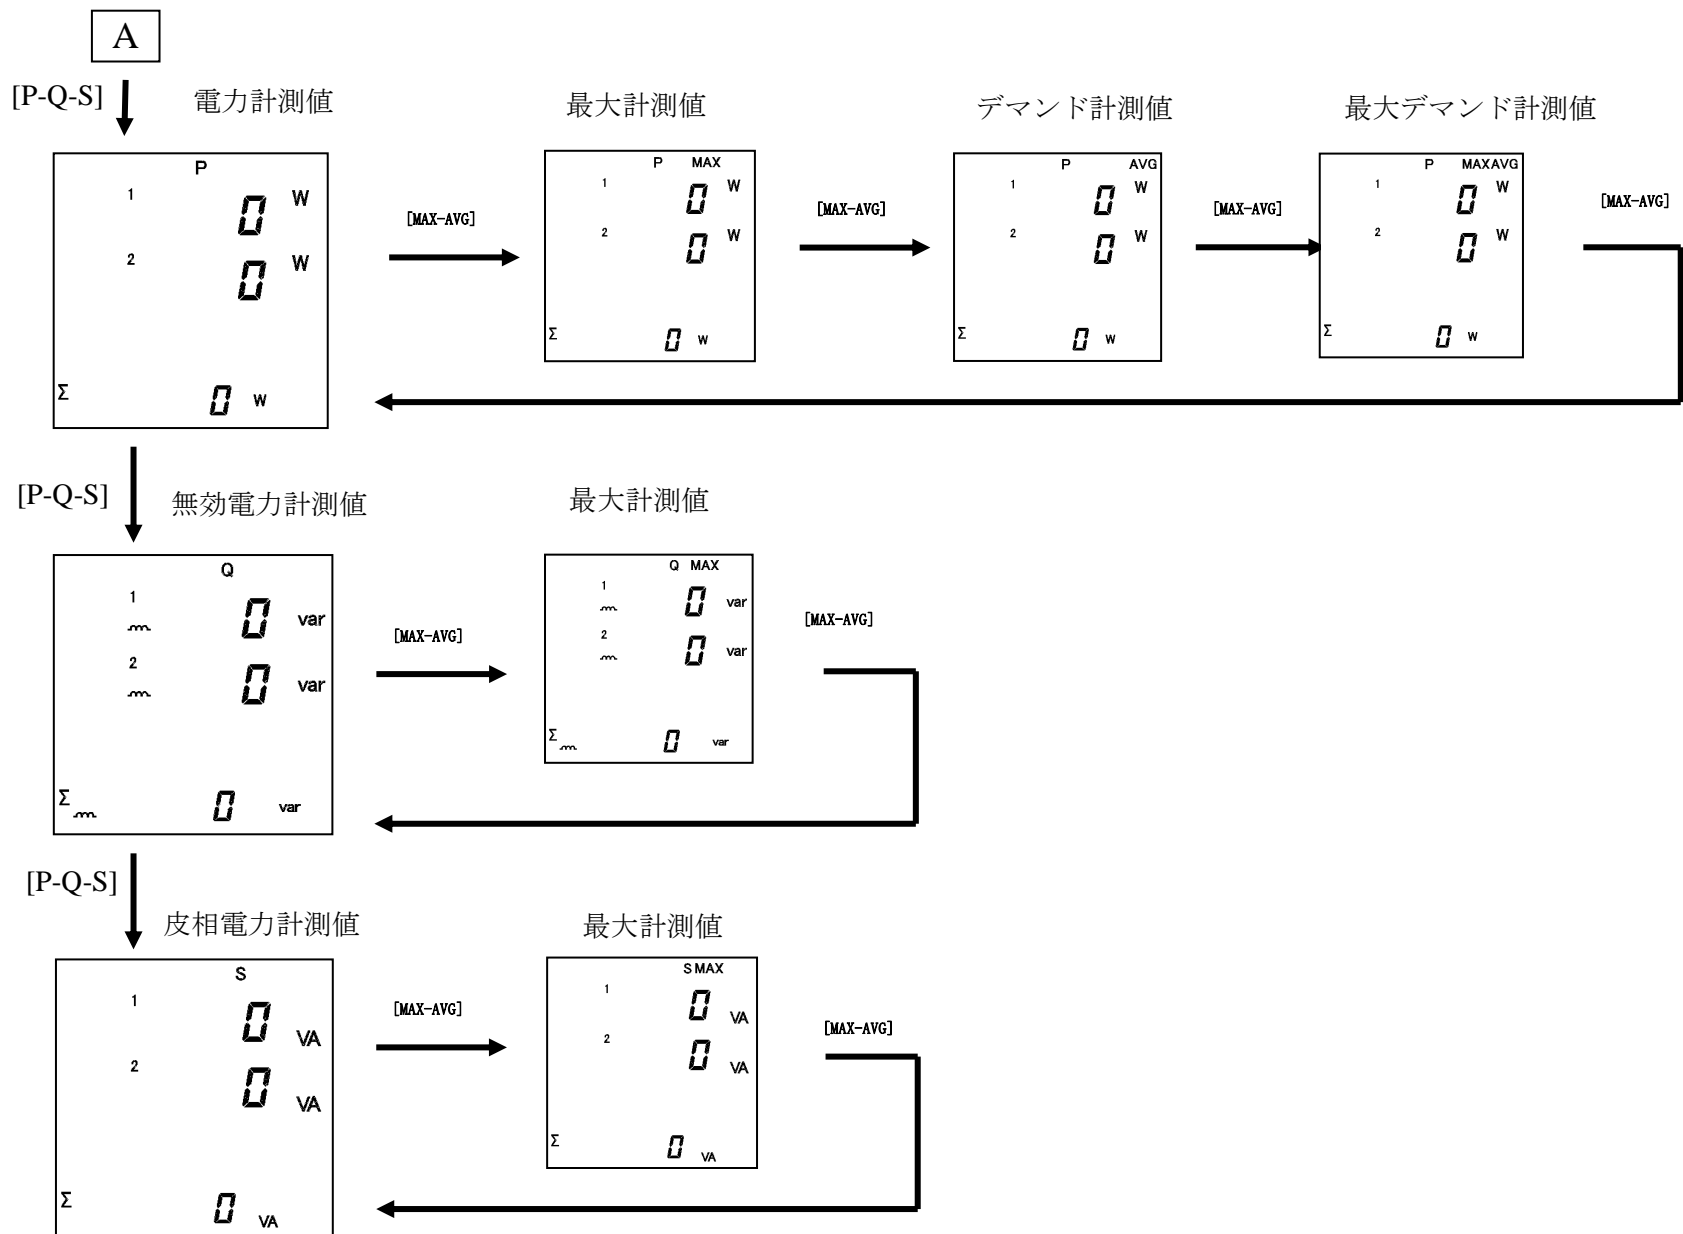 A
[P-Q-S]
電力計測値
最大計測値
デマンド計測値
最大デマンド計測値
P
1 0 W
2 0 W
Σ 0 W
[MAX-AVG]
P MAX
1 0 W
2 0 W
Σ 0 W
[MAX-AVG]
P AVG
1 0 W
2 0 W
Σ 0 W
[MAX-AVG]
P MAXAVG
1 0 W
2 0 W
Σ 0 W
[MAX-AVG]
[P-Q-S]
無効電力計測値
最大計測値
Q
1 0 var
2 0 var
Σ 0 var
[MAX-AVG]
Q MAX
1 0 var
2 0 var
Σ 0 var
[MAX-AVG]
[P-Q-S]
皮相電力計測値
最大計測値
S
1 0 VA
2 0 VA
Σ 0 VA
[MAX-AVG]
S MAX
1 0 VA
2 0 VA
Σ 0 VA
[MAX-AVG]